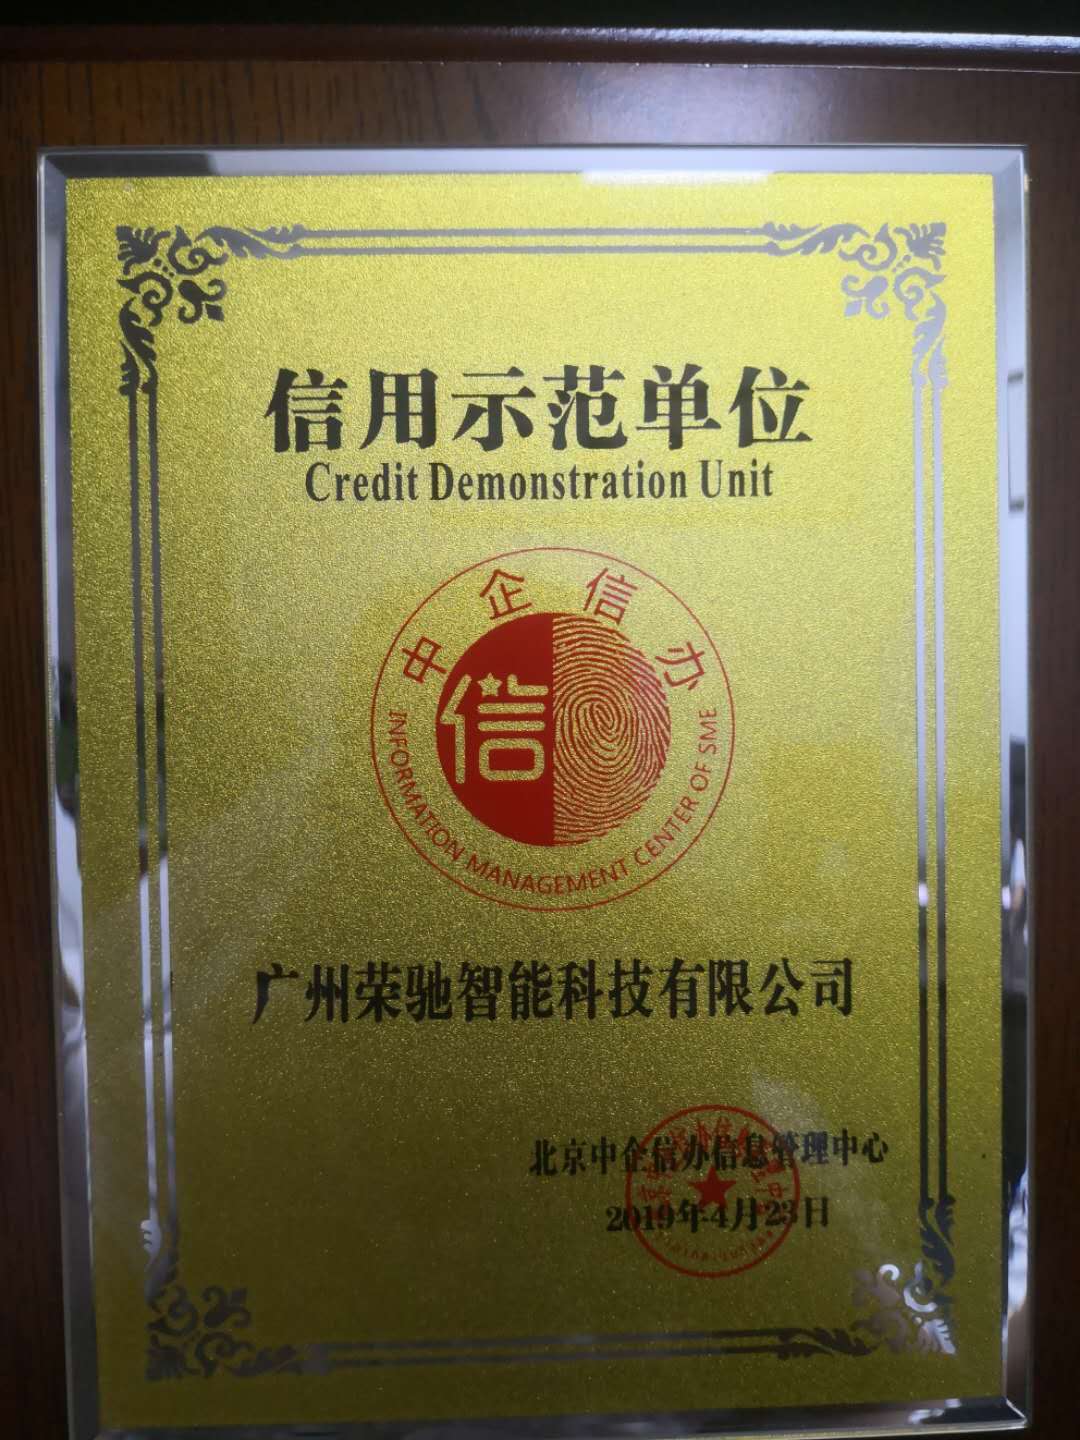 信用示范单位
Credit Demonstration Unit
中企信办
信
INFORMATION MANAGEMENT CENTER OF SME
广州荣驰智能科技有限公司
北京中企信办信息管理中心
2019年4月23日